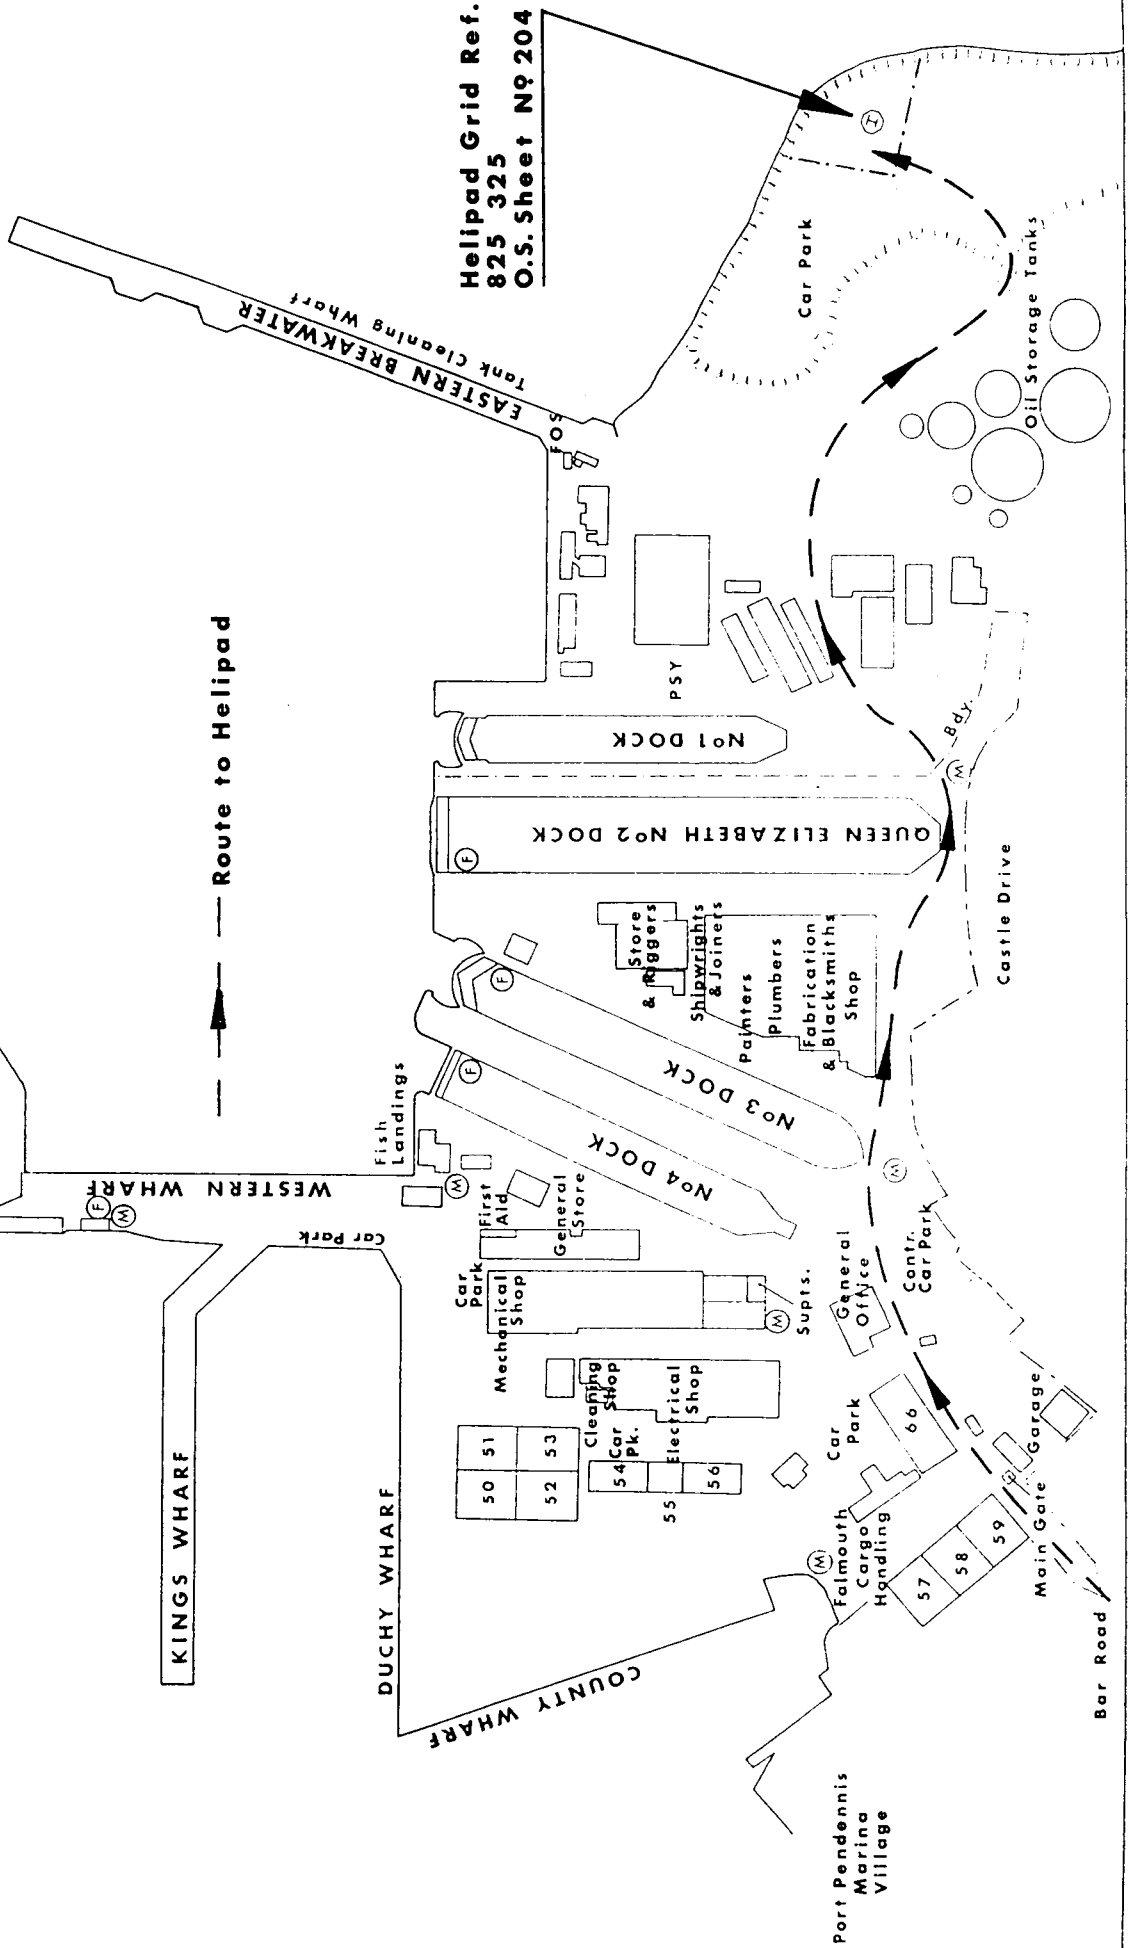 Helipad Grid Ref.
825 325
O.S. Sheet Nº 204
Route to Helipad
EASTERN BREAKWATER
Tank Cleaning Wharf
FOS
H
Car Park
Oil Storage Tanks
PSY
Nº1 DOCK
QUEEN ELIZABETH Nº2 DOCK
F
Bdy.
M
Castle Drive
Store
& Riggers
Shipwrights
& Joiners
Painters
Plumbers
Fabrication
& Blacksmiths
Shop
F
Nº3 DOCK
F
Nº4 DOCK
M
Fish
Landings
M
WESTERN WHARF
F
M
Car Park
First
Aid
General
Store
Car
Park
Mechanical
Shop
M
Supts.
General
Office
Contr.
Car Park
Cleaning
Shop
Car
Pk.
Electrical
Shop
51
53
50
52
54
55
56
KINGS WHARF
DUCHY WHARF
COUNTY WHARF
Car
Park
66
Garage
Main Gate
M
Falmouth
Cargo
Handling
57
58
59
Bar Road
Port Pendennis
Marina
Village